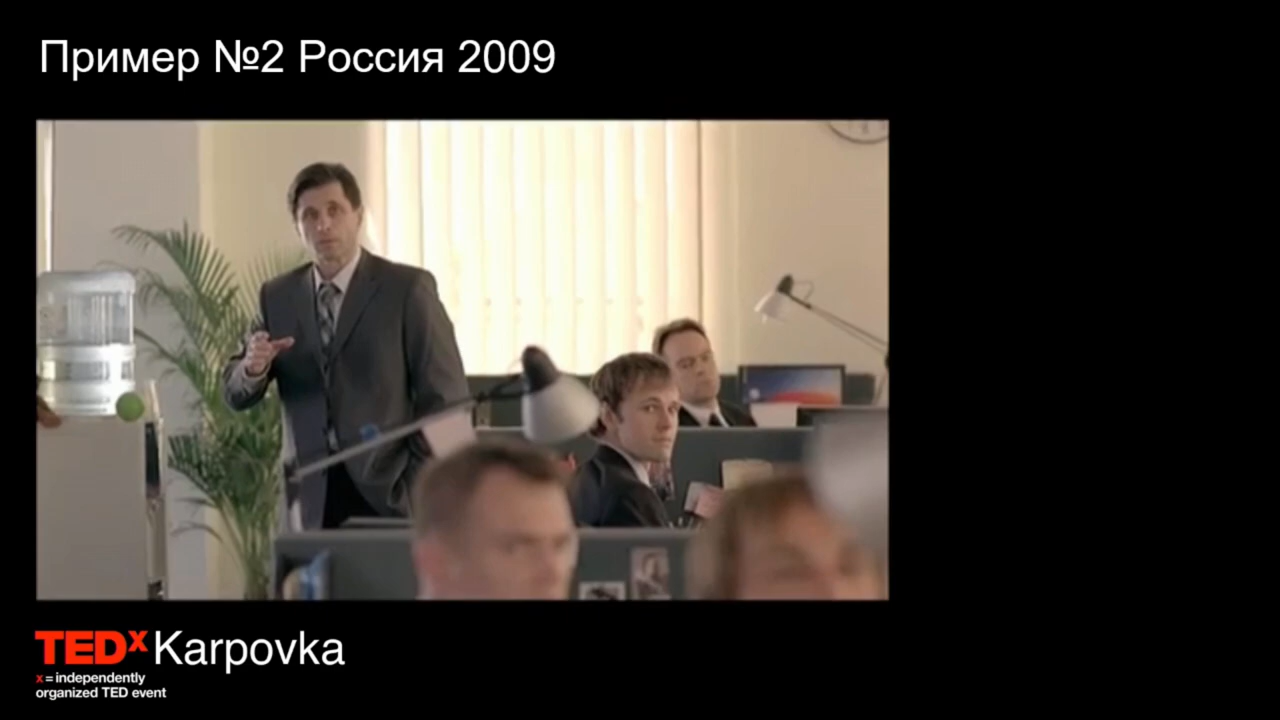 Пример №2 Россия 2009
TEDx Karpovka
x = independently
organized TED event